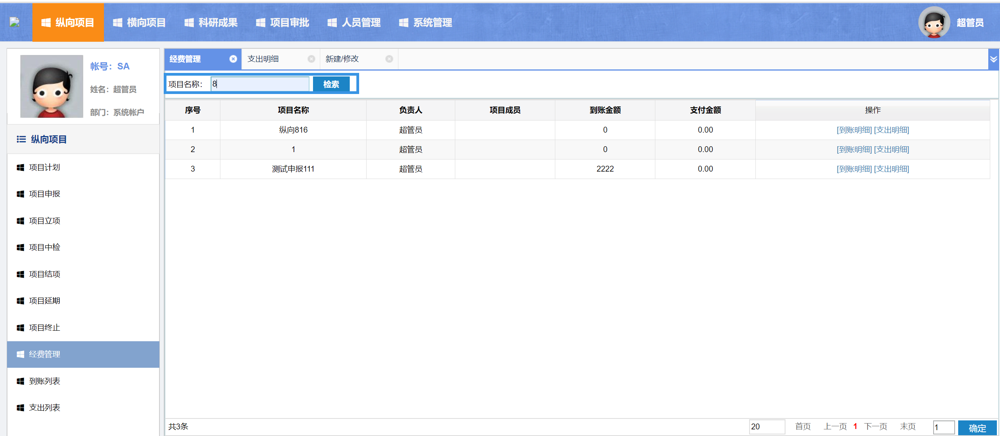 纵向项目 横向项目 科研成果 项目审批 人员管理 系统管理 超管员
帐号：SA
姓名：超管员
部门：系统帐户
纵向项目
项目计划
项目申报
项目立项
项目中检
项目结项
项目延期
项目终止
经费管理
到账列表
支出列表
经费管理 支出明细 新建/修改
项目名称： 8 检索
序号 项目名称 负责人 项目成员 到账金额 支付金额 操作
1 纵向816 超管员 0 0.00 [到账明细] [支出明细]
2 1 超管员 0 0.00 [到账明细] [支出明细]
3 测试申报111 超管员 2222 0.00 [到账明细] [支出明细]
共3条 20 首页 上一页 1 下一页 末页 1 确定